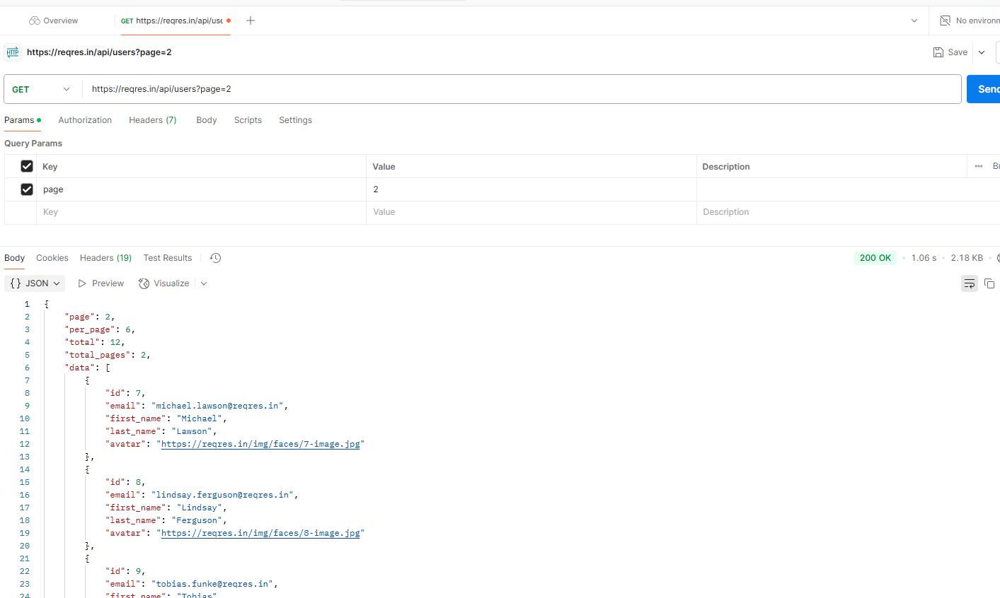 Overview
GET https://reqres.in/api/use
No environm
HTTP https://reqres.in/api/users?page=2
Save
GET https://reqres.in/api/users?page=2
Send
Params Authorization Headers (7) Body Scripts Settings
Query Params
Key Value Description ••• Bu
page 2
Key Value Description
Body Cookies Headers (19) Test Results
200 OK • 1.06 s • 2.18 KB •
{} JSON Preview Visualize
1 {
2 "page": 2,
3 "per_page": 6,
4 "total": 12,
5 "total_pages": 2,
6 "data": [
7 {
8 "id": 7,
9 "email": "michael.lawson@reqres.in",
10 "first_name": "Michael",
11 "last_name": "Lawson",
12 "avatar": "https://reqres.in/img/faces/7-image.jpg"
13 },
14 {
15 "id": 8,
16 "email": "lindsay.ferguson@reqres.in",
17 "first_name": "Lindsay",
18 "last_name": "Ferguson",
19 "avatar": "https://reqres.in/img/faces/8-image.jpg"
20 },
21 {
22 "id": 9,
23 "email": "tobias.funke@reqres.in",
24 "first_name": "Tobias"